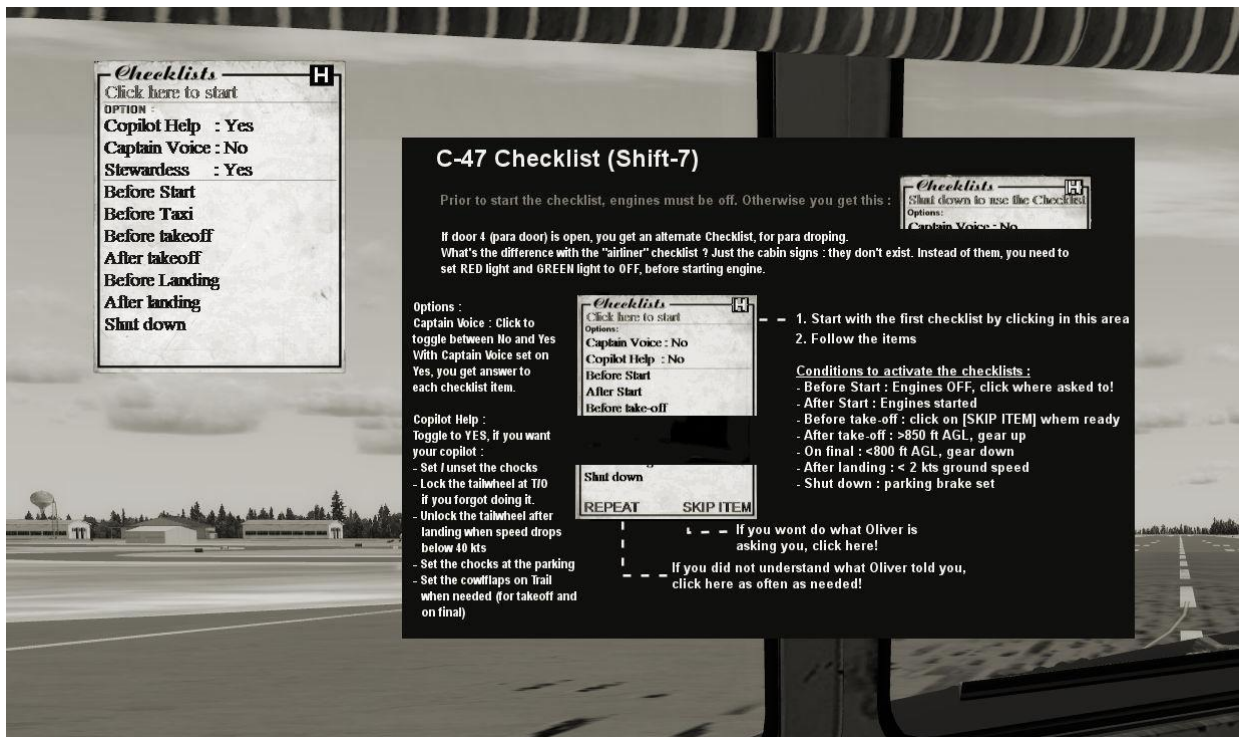 Checklists
H
Click here to start
OPTION :
Copilot Help : Yes
Captain Voice : No
Stewardess : Yes
Before Start
Before Taxi
Before takeoff
After takeoff
Before Landing
After landing
Shut down
C-47 Checklist (Shift-7)
Prior to start the checklist, engines must be off. Otherwise you get this :
Checklists
H
Shut down to use the Checklist
Options:
Captain Voice : No
If door 4 (para door) is open, you get an alternate Checklist, for para droping.
What's the difference with the "airliner" checklist ? Just the cabin signs : they don't exist. Instead of them, you need to
set RED light and GREEN light to OFF, before starting engine.
Options :
Captain Voice : Click to
toggle between No and Yes
With Captain Voice set on
Yes, you get answer to
each checklist item.
Copilot Help :
Toggle to YES, if you want
your copilot :
- Set / unset the chocks
- Lock the tailwheel at T/O
if you forgot doing it.
- Unlock the tailwheel after
landing when speed drops
below 40 kts
- Set the chocks at the parking
- Set the cowlflaps on Trail
when needed (for takeoff and
on final)
Checklists
H
Click here to start
Options:
Captain Voice : No
Copilot Help : No
Before Start
After Start
Before take-off
Shut down
REPEAT SKIP ITEM
1. Start with the first checklist by clicking in this area
2. Follow the items
Conditions to activate the checklists :
- Before Start : Engines OFF, click where asked to!
- After Start : Engines started
- Before take-off : click on [SKIP ITEM] whem ready
- After take-off : >850 ft AGL, gear up
- On final : <800 ft AGL, gear down
- After landing : < 2 kts ground speed
- Shut down : parking brake set
If you wont do what Oliver is
asking you, click here!
If you did not understand what Oliver told you,
click here as often as needed!